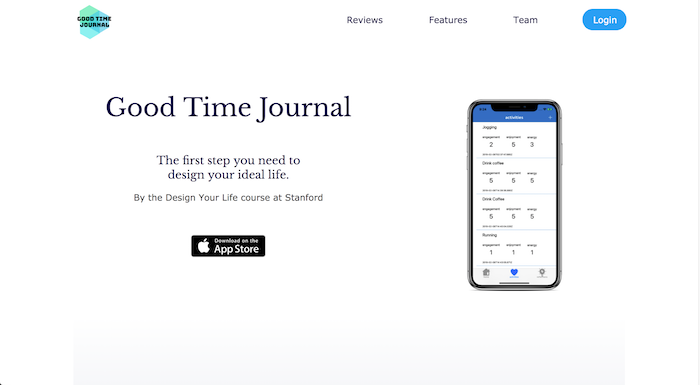 GOOD TIME
JOURNAL
Reviews
Features
Team
Login
Good Time Journal
The first step you need to
design your ideal life.
By the Design Your Life course at Stanford
Download on the
App Store
activities
+
Jogging
engagement enjoyment energy
2 5 3
Drink coffee
engagement enjoyment energy
5 5 5
Drink Coffee
engagement enjoyment energy
5 5 5
Running
engagement enjoyment energy
1 1 1